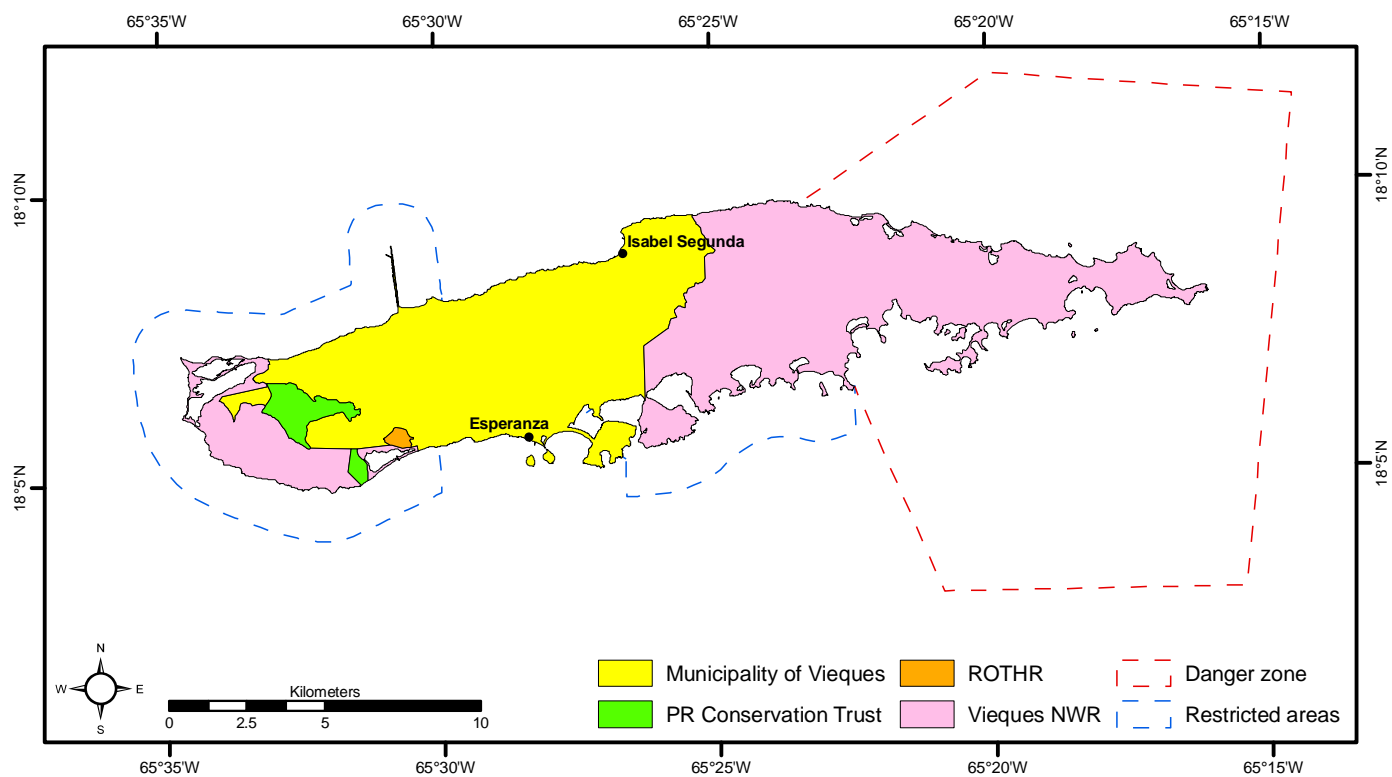 65°35'W 65°30'W 65°25'W 65°20'W 65°15'W
18°10'N
18°10'N
Isabel Segunda
Esperanza
18°5'N
18°5'N
N
W E
S
Kilometers
0 2.5 5 10
Municipality of Vieques
ROTHR
Danger zone
PR Conservation Trust
Vieques NWR
Restricted areas
65°35'W 65°30'W 65°25'W 65°20'W 65°15'W